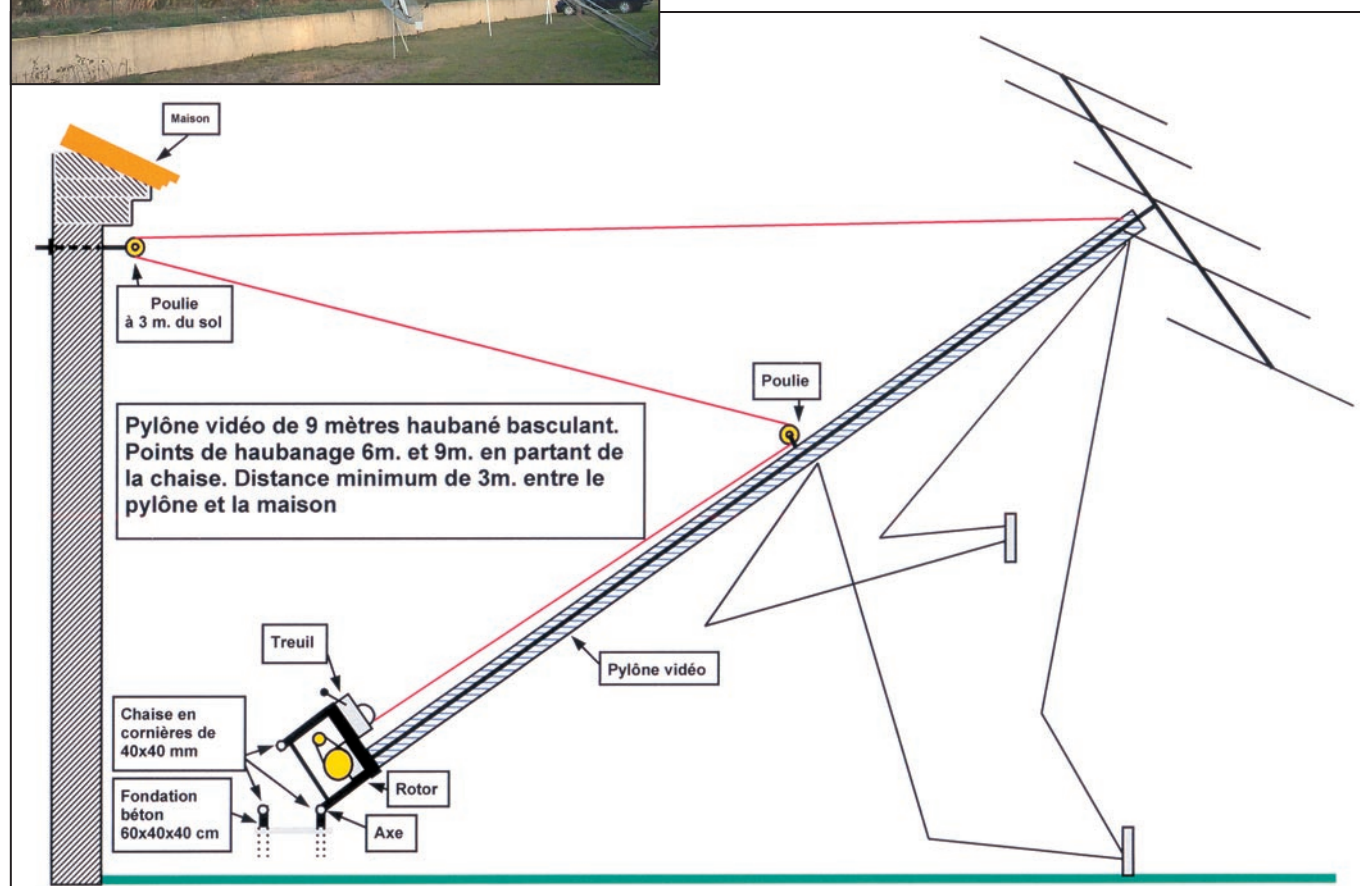 Maison
Poulie
à 3 m. du sol
Poulie
Pylône vidéo de 9 mètres haubané basculant.
Points de haubanage 6m. et 9m. en partant de
la chaise. Distance minimum de 3m. entre le
pylône et la maison
Treuil
Pylône vidéo
Chaise en
cornières de
40x40 mm
Rotor
Fondation
béton
60x40x40 cm
Axe